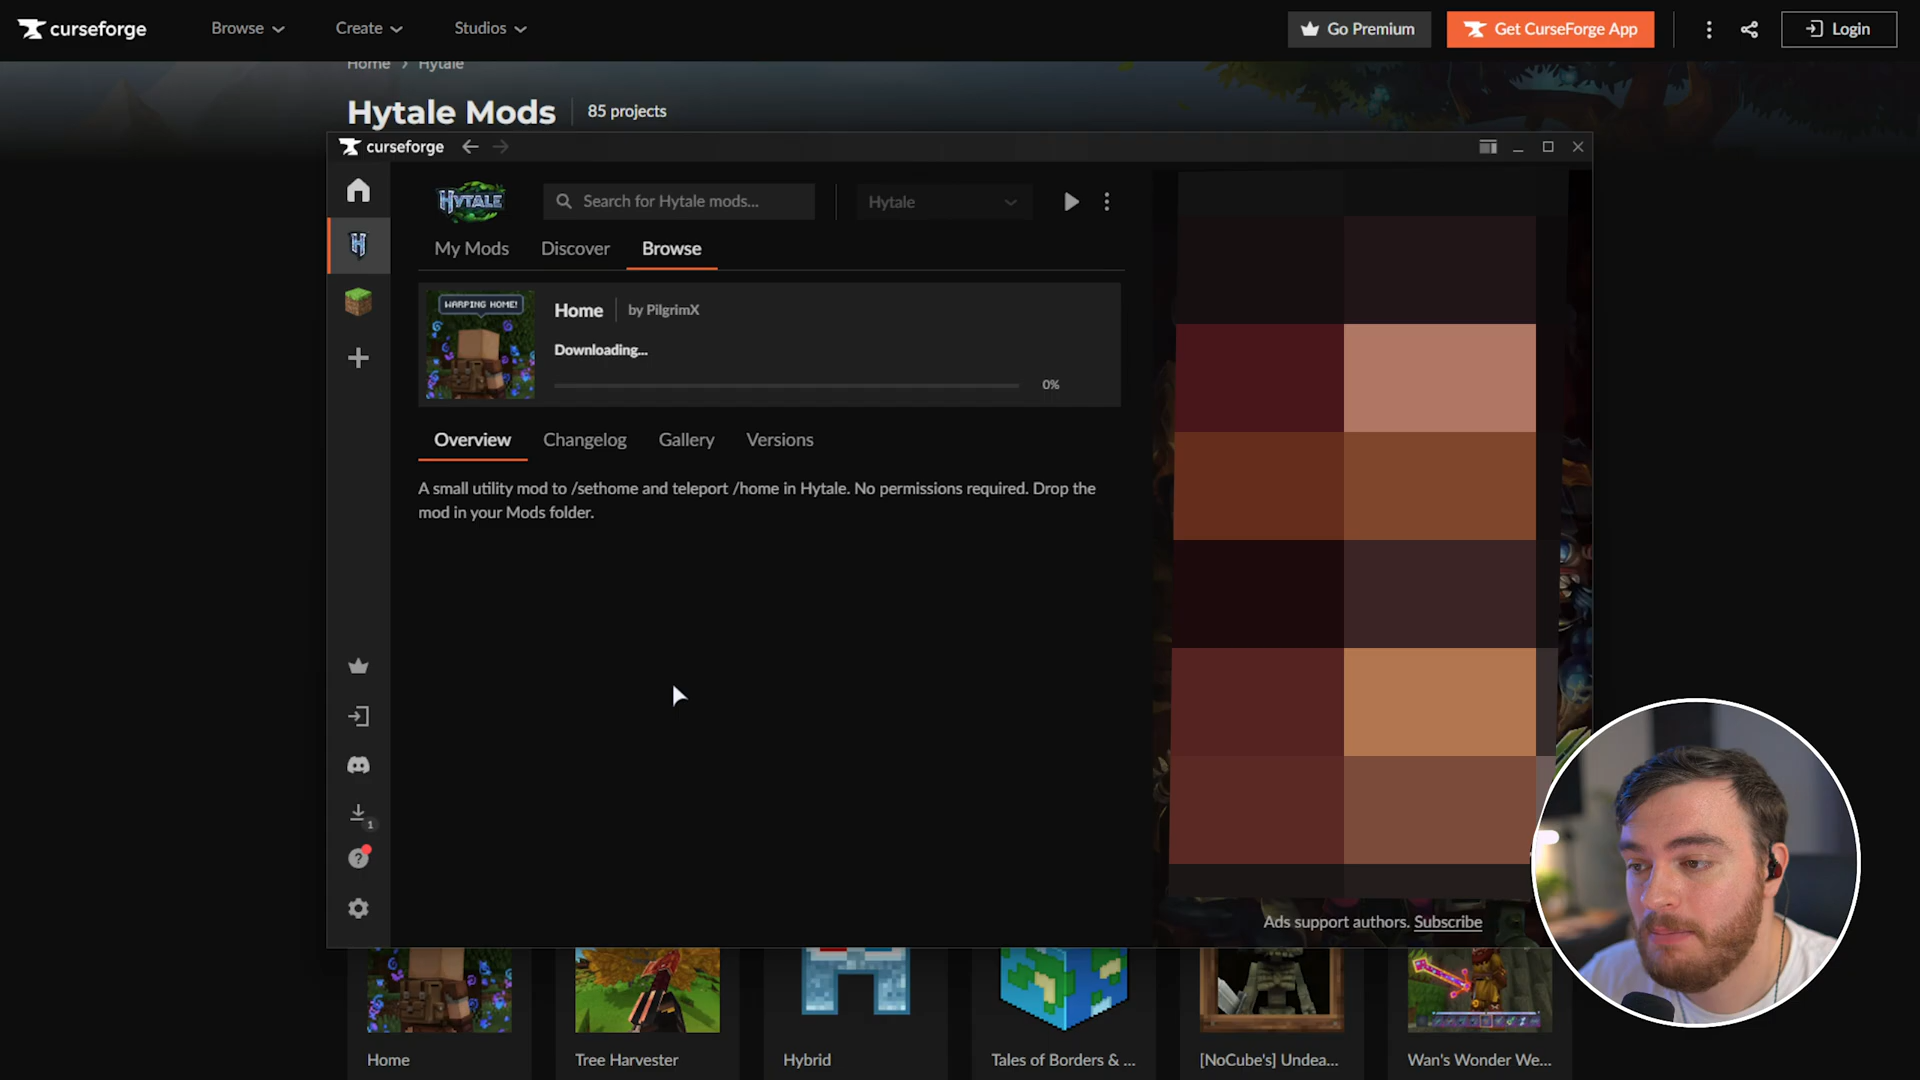 curseforge
Browse
Create
Studios
Go Premium
Get CurseForge App
Login
Home > Hytale
Hytale Mods
85 projects
curseforge
HYTALE
Search for Hytale mods...
Hytale
My Mods
Discover
Browse
WARPING HOME!
Home
by PilgrimX
Downloading...
0%
Overview
Changelog
Gallery
Versions
A small utility mod to /sethome and teleport /home in Hytale. No permissions required. Drop the
mod in your Mods folder.
1
Ads support authors. Subscribe
Home
Tree Harvester
Hybrid
Tales of Borders & ...
[NoCube's] Undea...
Wan's Wonder We...